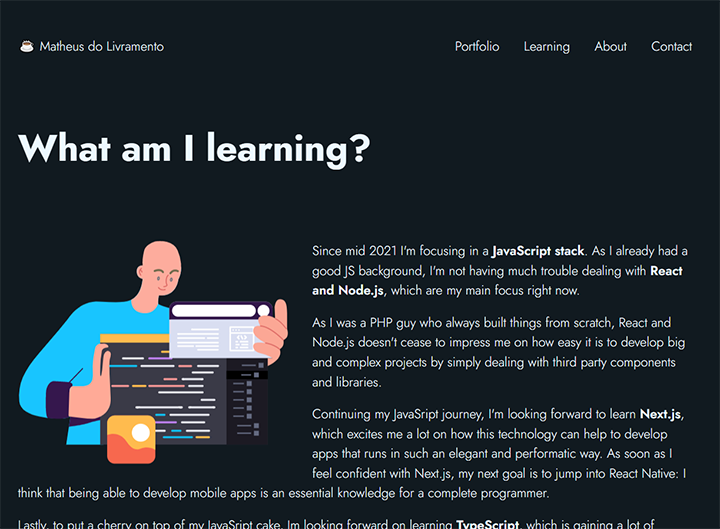 Matheus do Livramento
Portfolio Learning About Contact
What am I learning?
Since mid 2021 I'm focusing in a JavaScript stack. As I already had a
good JS background, I'm not having much trouble dealing with React
and Node.js, which are my main focus right now.
As I was a PHP guy who always built things from scratch, React and
Node.js doesn't cease to impress me on how easy it is to develop big
and complex projects by simply dealing with third party components
and libraries.
Continuing my JavaSript journey, I'm looking forward to learn Next.js,
which excites me a lot on how this technology can help to develop
apps that runs in such an elegant and performatic way. As soon as I
feel confident with Next.js, my next goal is to jump into React Native: I
think that being able to develop mobile apps is an essential knowledge for a complete programmer.
Lastly, to put a cherry on top of my JavaSript cake, Im looking forward on learning TypeScript, which is gaining a lot of